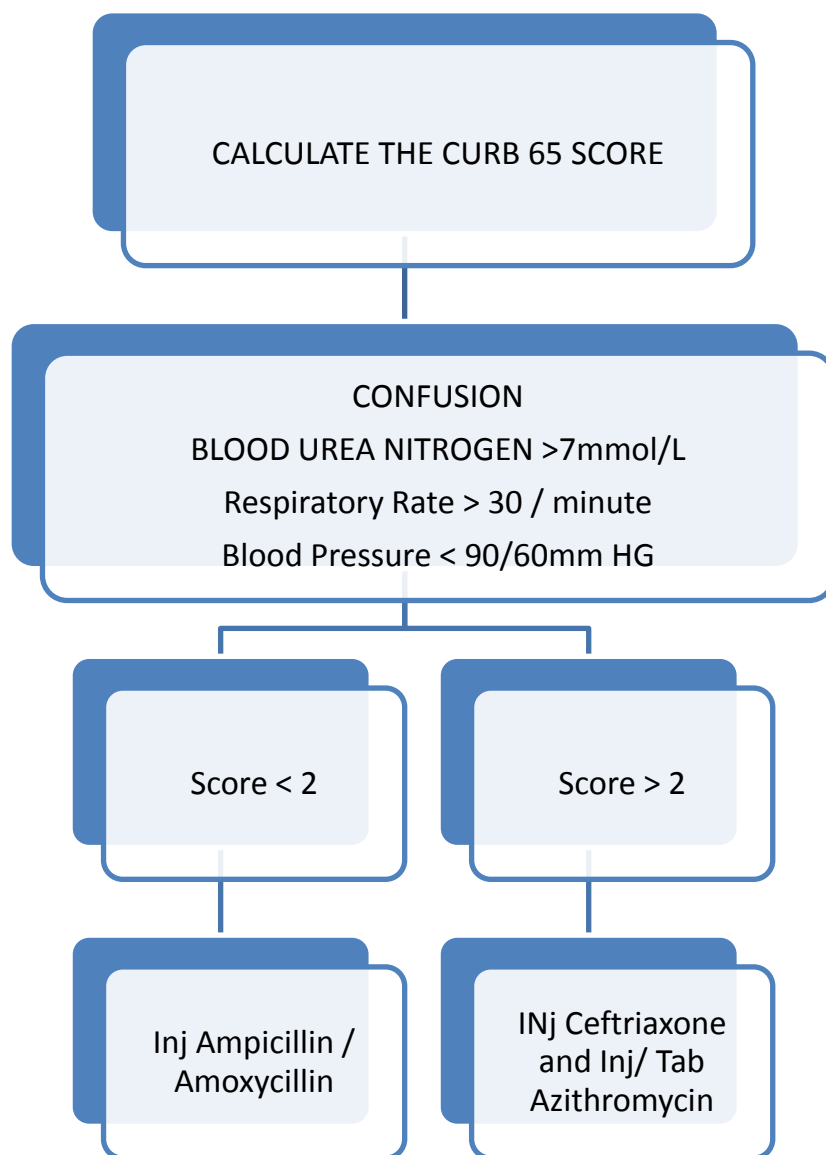 CALCULATE THE CURB 65 SCORE
CONFUSION
BLOOD UREA NITROGEN >7mmol/L
Respiratory Rate > 30 / minute
Blood Pressure < 90/60mm HG
Score < 2
Score > 2
Inj Ampicillin /
Amoxycillin
INj Ceftriaxone
and Inj/ Tab
Azithromycin